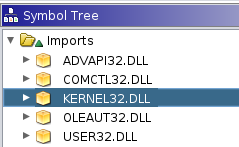 Symbol Tree
Imports
ADVAPI32.DLL
COMCTL32.DLL
KERNEL32.DLL
OLEAUT32.DLL
USER32.DLL